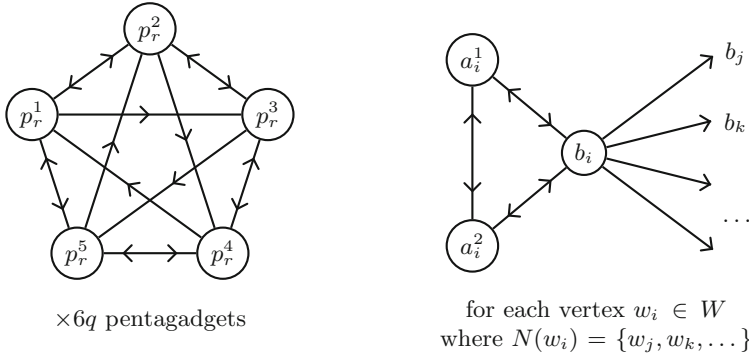 p_r^2
p_r^1
p_r^3
p_r^5
p_r^4
×6q pentagadgets
a_i^1
b_i
a_i^2
b_j
b_k
...
for each vertex w_i ∈ W
where N(w_i) = {w_j, w_k, ...}